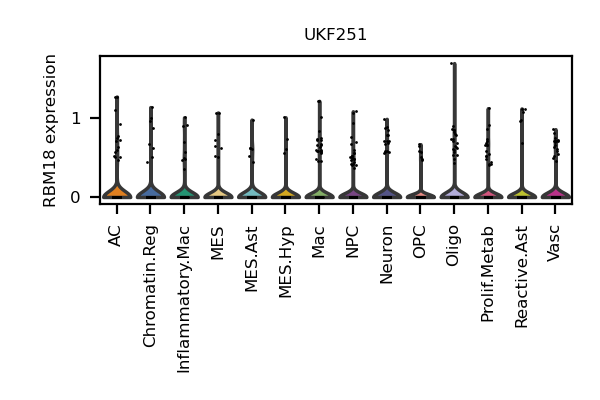 UKF251
RBM18 expression
1
0
AC
Chromatin.Reg
Inflammatory.Mac
MES
MES.Ast
MES.Hyp
Mac
NPC
Neuron
OPC
Oligo
Prolif.Metab
Reactive.Ast
Vasc